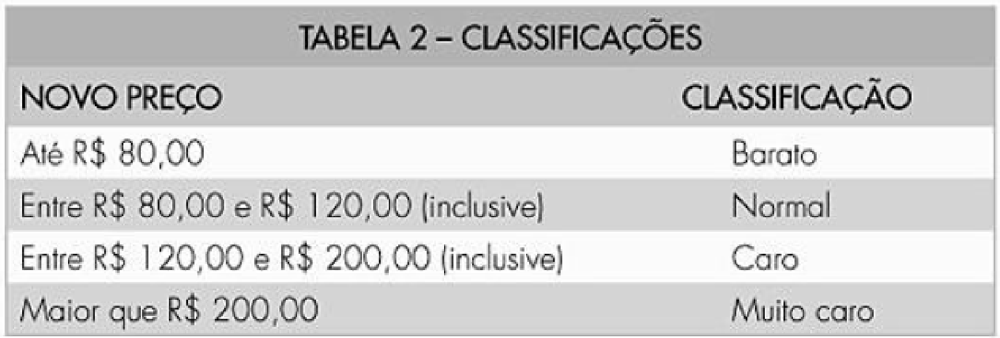 TABELA 2 – CLASSIFICAÇÕES
NOVO PREÇO CLASSIFICAÇÃO
Até R$ 80,00 Barato
Entre R$ 80,00 e R$ 120,00 (inclusive) Normal
Entre R$ 120,00 e R$ 200,00 (inclusive) Caro
Maior que R$ 200,00 Muito caro